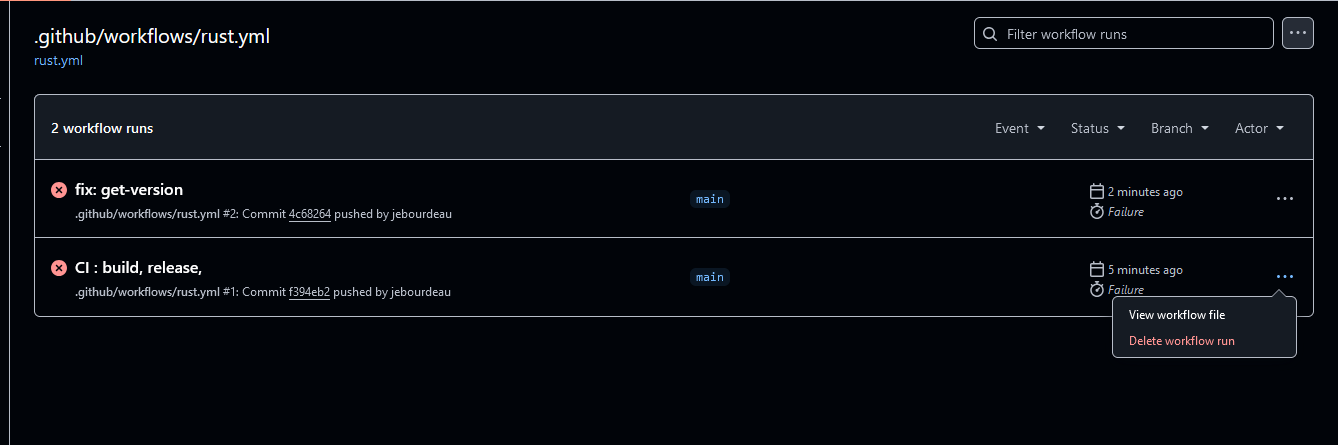 .github/workflows/rust.yml
Filter workflow runs
rust.yml
2 workflow runs
Event
Status
Branch
Actor
fix: get-version
main
2 minutes ago
.github/workflows/rust.yml #2: Commit 4c68264 pushed by jebourdeau
Failure
CI : build, release,
main
5 minutes ago
.github/workflows/rust.yml #1: Commit f394eb2 pushed by jebourdeau
Failure
View workflow file
Delete workflow run